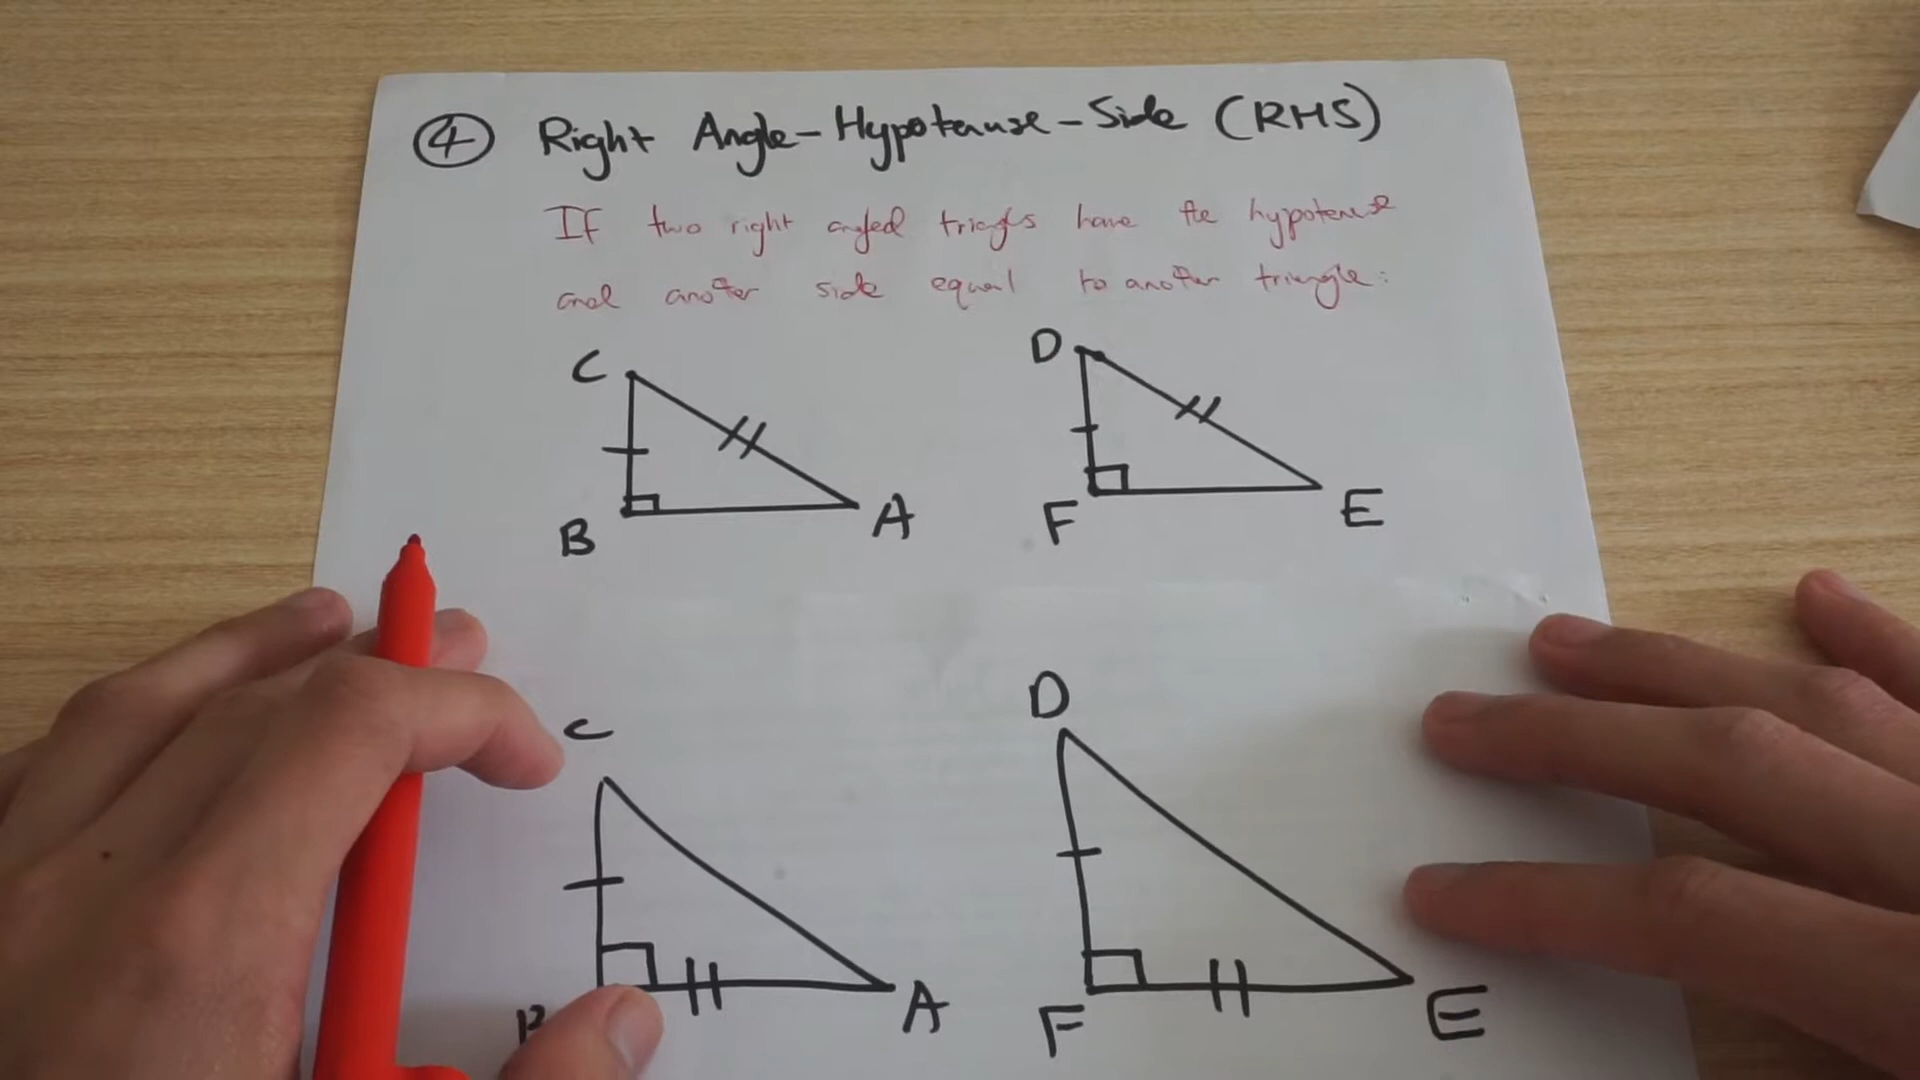 ④ Right Angle-Hypotenuse-Side (RHS)
If two right angled triangles have the hypotenuse
and another side equal to another triangle:
C
D
B
A
F
E
C
D
B
A
F
E